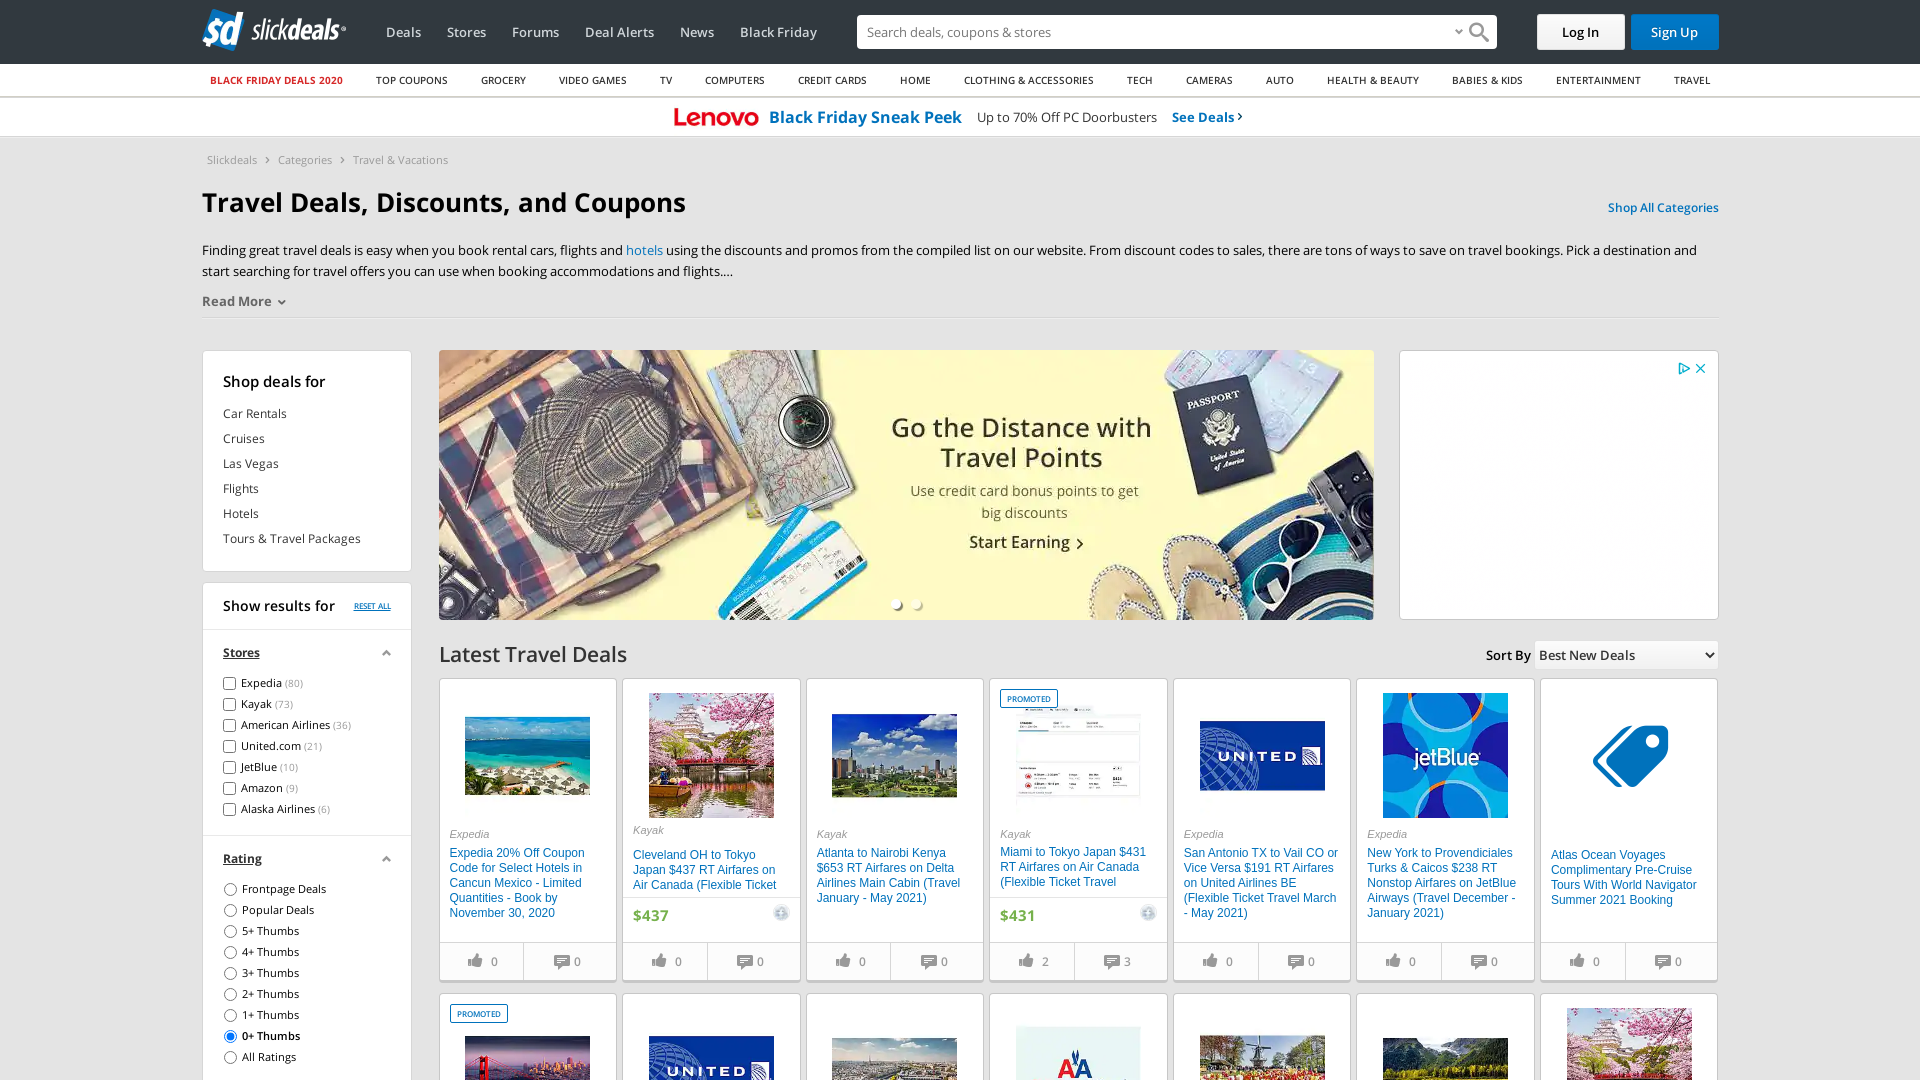 slickdeals
Deals
Stores
Forums
Deal Alerts
News
Black Friday
Search deals, coupons & stores
Log In
Sign Up
BLACK FRIDAY DEALS 2020
TOP COUPONS
GROCERY
VIDEO GAMES
TV
COMPUTERS
CREDIT CARDS
HOME
CLOTHING & ACCESSORIES
TECH
CAMERAS
AUTO
HEALTH & BEAUTY
BABIES & KIDS
ENTERTAINMENT
TRAVEL
Lenovo Black Friday Sneak Peek Up to 70% Off PC Doorbusters See Deals
Slickdeals > Categories > Travel & Vacations
Travel Deals, Discounts, and Coupons
Shop All Categories
Finding great travel deals is easy when you book rental cars, flights and hotels using the discounts and promos from the compiled list on our website. From discount codes to sales, there are tons of ways to save on travel bookings. Pick a destination and
start searching for travel offers you can use when booking accommodations and flights....
Read More
Shop deals for
Car Rentals
Cruises
Las Vegas
Flights
Hotels
Tours & Travel Packages
Show results for
RESET ALL
Stores
Expedia (80)
Kayak (73)
American Airlines (36)
United.com (21)
JetBlue (10)
Amazon (9)
Alaska Airlines (6)
Rating
Frontpage Deals
Popular Deals
5+ Thumbs
4+ Thumbs
3+ Thumbs
2+ Thumbs
1+ Thumbs
0+ Thumbs
All Ratings
Go the Distance with
Travel Points
Use credit card bonus points to get
big discounts
Start Earning
PASSPORT
United States
of America
BOARDING PASS
Latest Travel Deals
Sort By Best New Deals
Expedia
Expedia 20% Off Coupon
Code for Select Hotels in
Cancun Mexico - Limited
Quantities - Book by
November 30, 2020
0
0
Kayak
Cleveland OH to Tokyo
Japan $437 RT Airfares on
Air Canada (Flexible Ticket
$437
0
0
Kayak
Atlanta to Nairobi Kenya
$653 RT Airfares on Delta
Airlines Main Cabin (Travel
January - May 2021)
0
0
PROMOTED
Kayak
Miami to Tokyo Japan $431
RT Airfares on Air Canada
(Flexible Ticket Travel
$431
2
3
UNITED
Expedia
San Antonio TX to Vail CO or
Vice Versa $191 RT Airfares
on United Airlines BE
(Flexible Ticket Travel March
- May 2021)
0
0
jetBlue
Expedia
New York to Provendiciales
Turks & Caicos $238 RT
Nonstop Airfares on JetBlue
Airways (Travel December -
January 2021)
0
0
Atlas Ocean Voyages
Complimentary Pre-Cruise
Tours With World Navigator
Summer 2021 Booking
0
0
PROMOTED
UNITED
AA